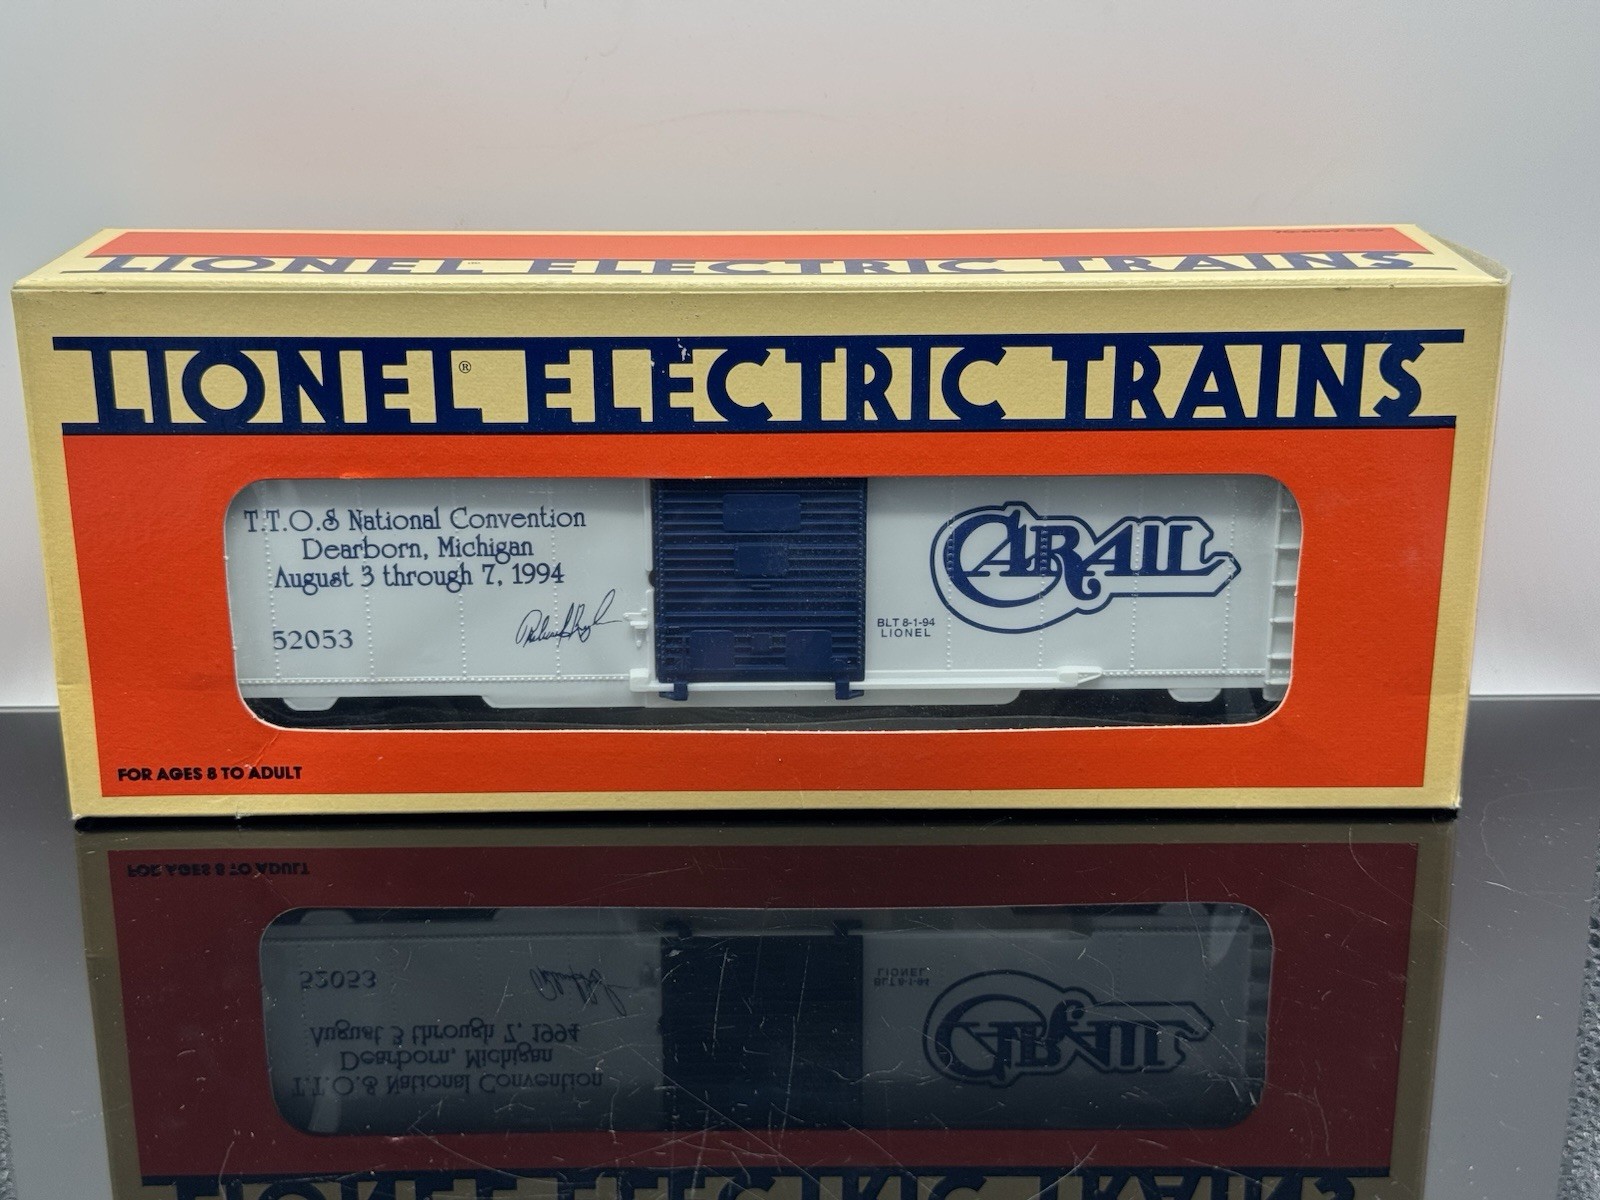 LIONEL ELECTRIC TRAINS
LIONEL® ELECTRIC TRAINS
T.T.O.S National Convention
Dearborn, Michigan
August 3 through 7, 1994
52053
CARAIL
BLT 8-1-94
LIONEL
FOR AGES 8 TO ADULT